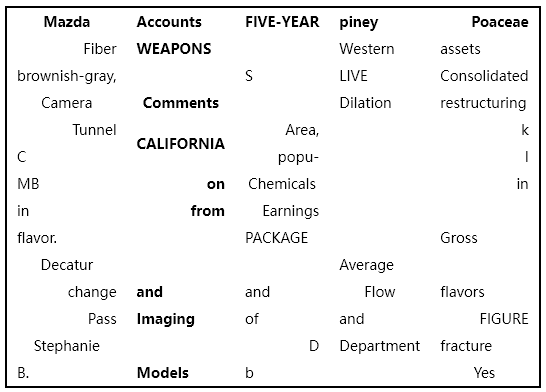 Mazda Accounts FIVE-YEAR piney Poaceae
Fiber WEAPONS Western assets
brownish-gray, S LIVE Consolidated
Camera Comments Dilation restructuring
Tunnel CALIFORNIA Area, k
C popu- l
MB on Chemicals in
in from Earnings
flavor. PACKAGE Gross
Decatur Average
change and and Flow flavors
Pass Imaging of and FIGURE
Stephanie D Department fracture
B. Models b Yes